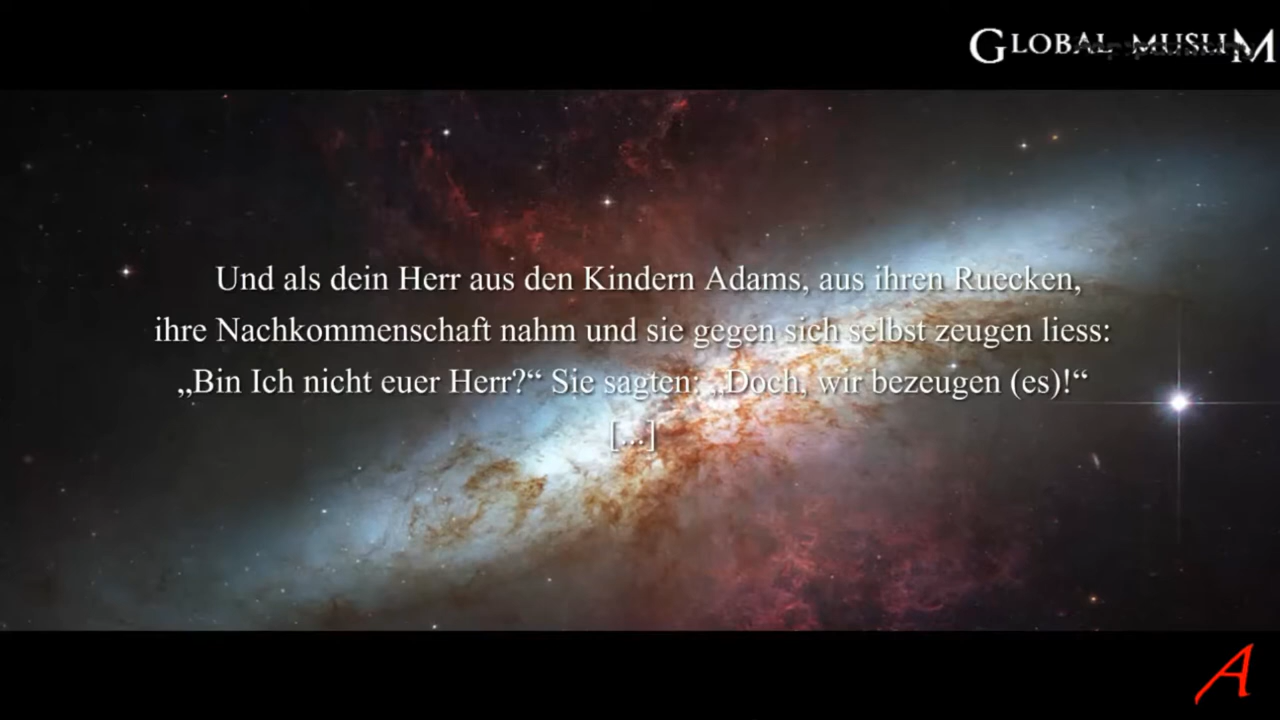 GLOBAL MUSLIM
Und als dein Herr aus den Kindern Adams, aus ihren Ruecken,
ihre Nachkommenschaft nahm und sie gegen sich selbst zeugen liess:
„Bin Ich nicht euer Herr?“ Sie sagten: „Doch, wir bezeugen (es)!“
[...]
A